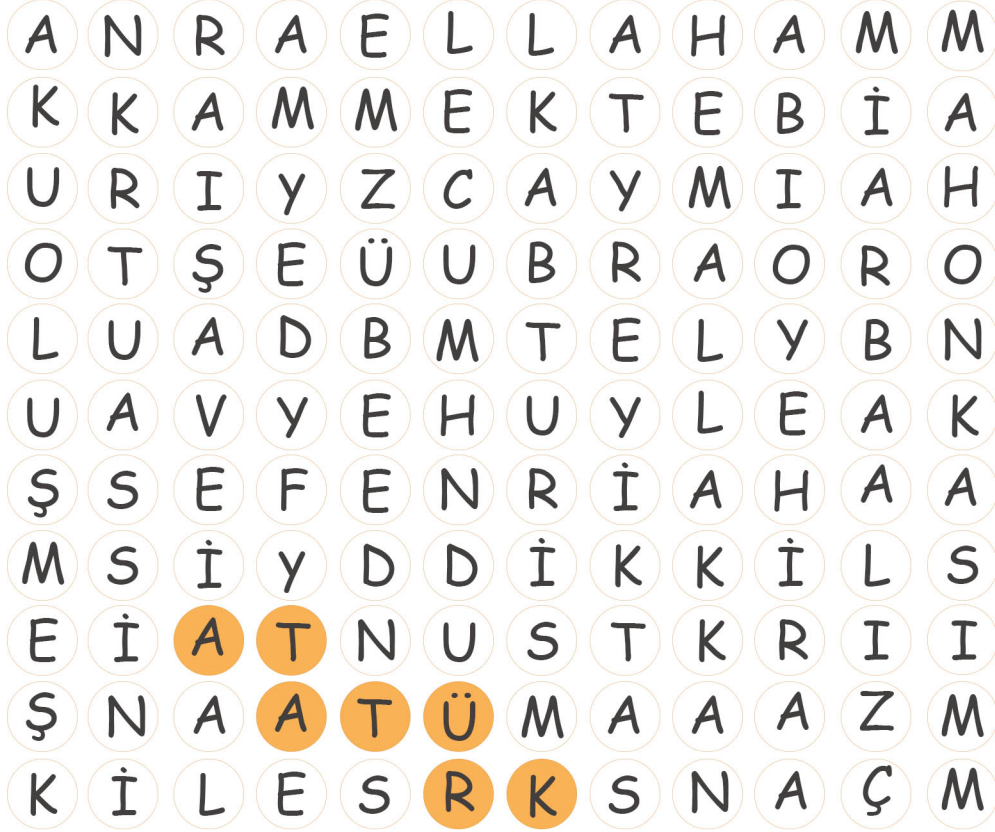 A N R A E L L A H A M M
K K A M M E K T E B İ A
U R I Y Z C A Y M I A H
O T Ş E Ü U B R A O R O
L U A D B M T E L Y B N
U A V Y E H U Y L E A K
Ş S E F E N R İ A H A A
M S İ Y D D İ K K İ L S
E İ A T N U S T K R I I
Ş N A A T Ü M A A A Z M
K İ L E S R K S N A Ç M